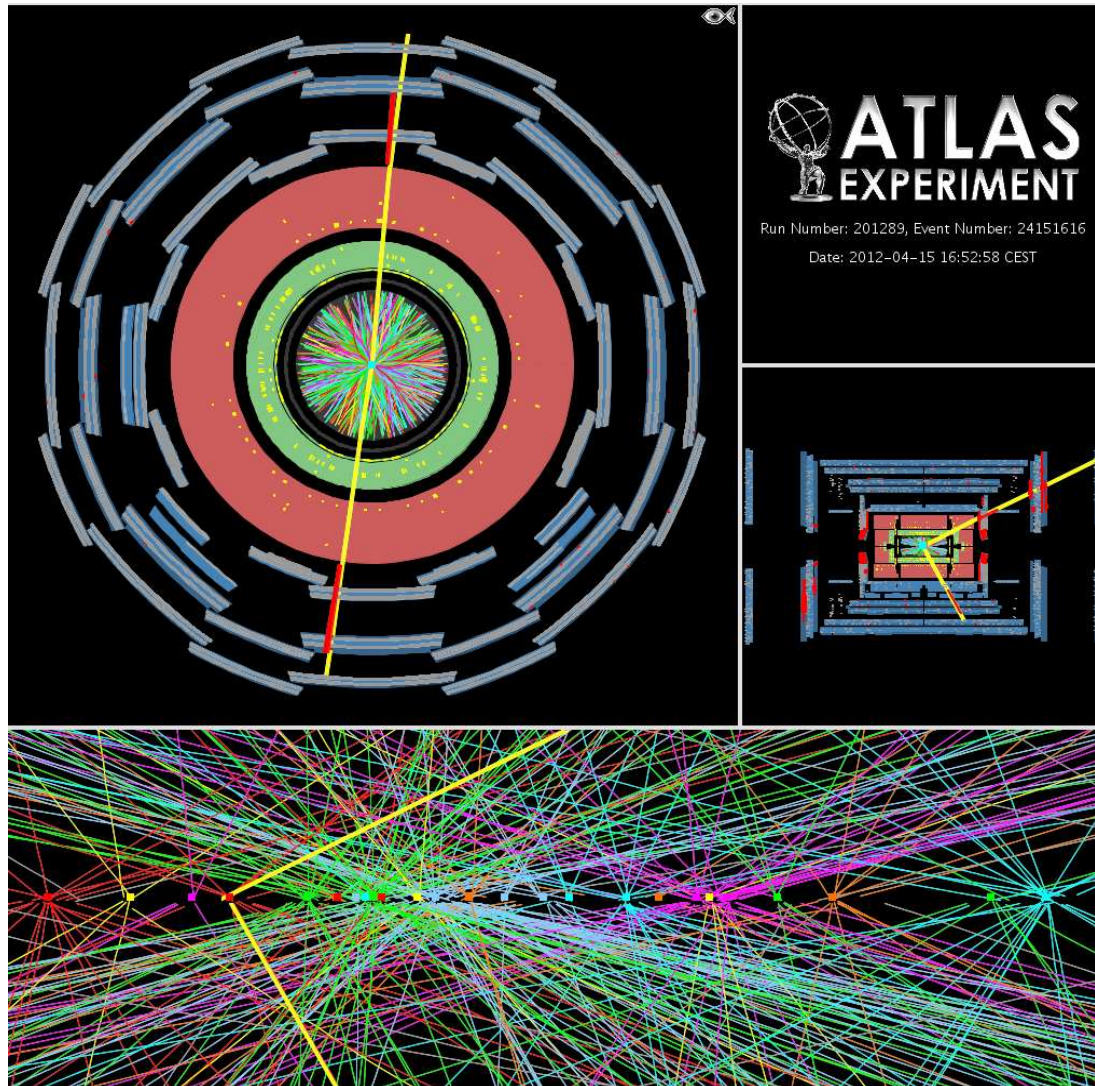 ATLAS
EXPERIMENT
Run Number: 201289, Event Number: 24151616
Date: 2012-04-15 16:52:58 CEST